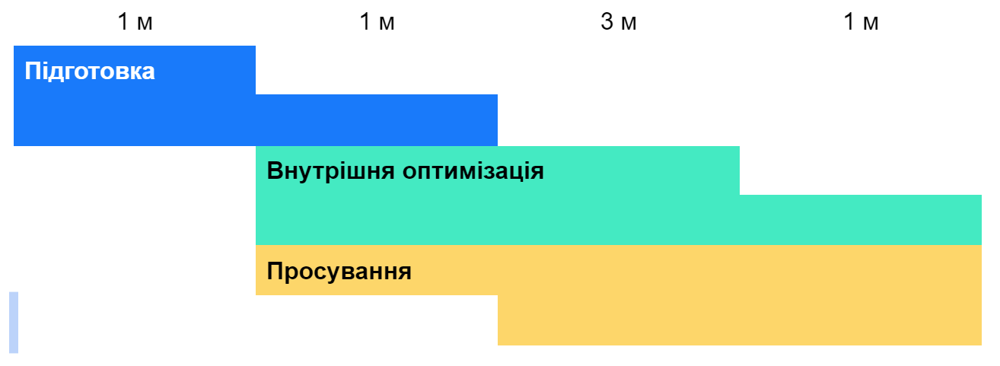 1 м 1 м 3 м 1 м
Підготовка
Внутрішня оптимізація
Просування